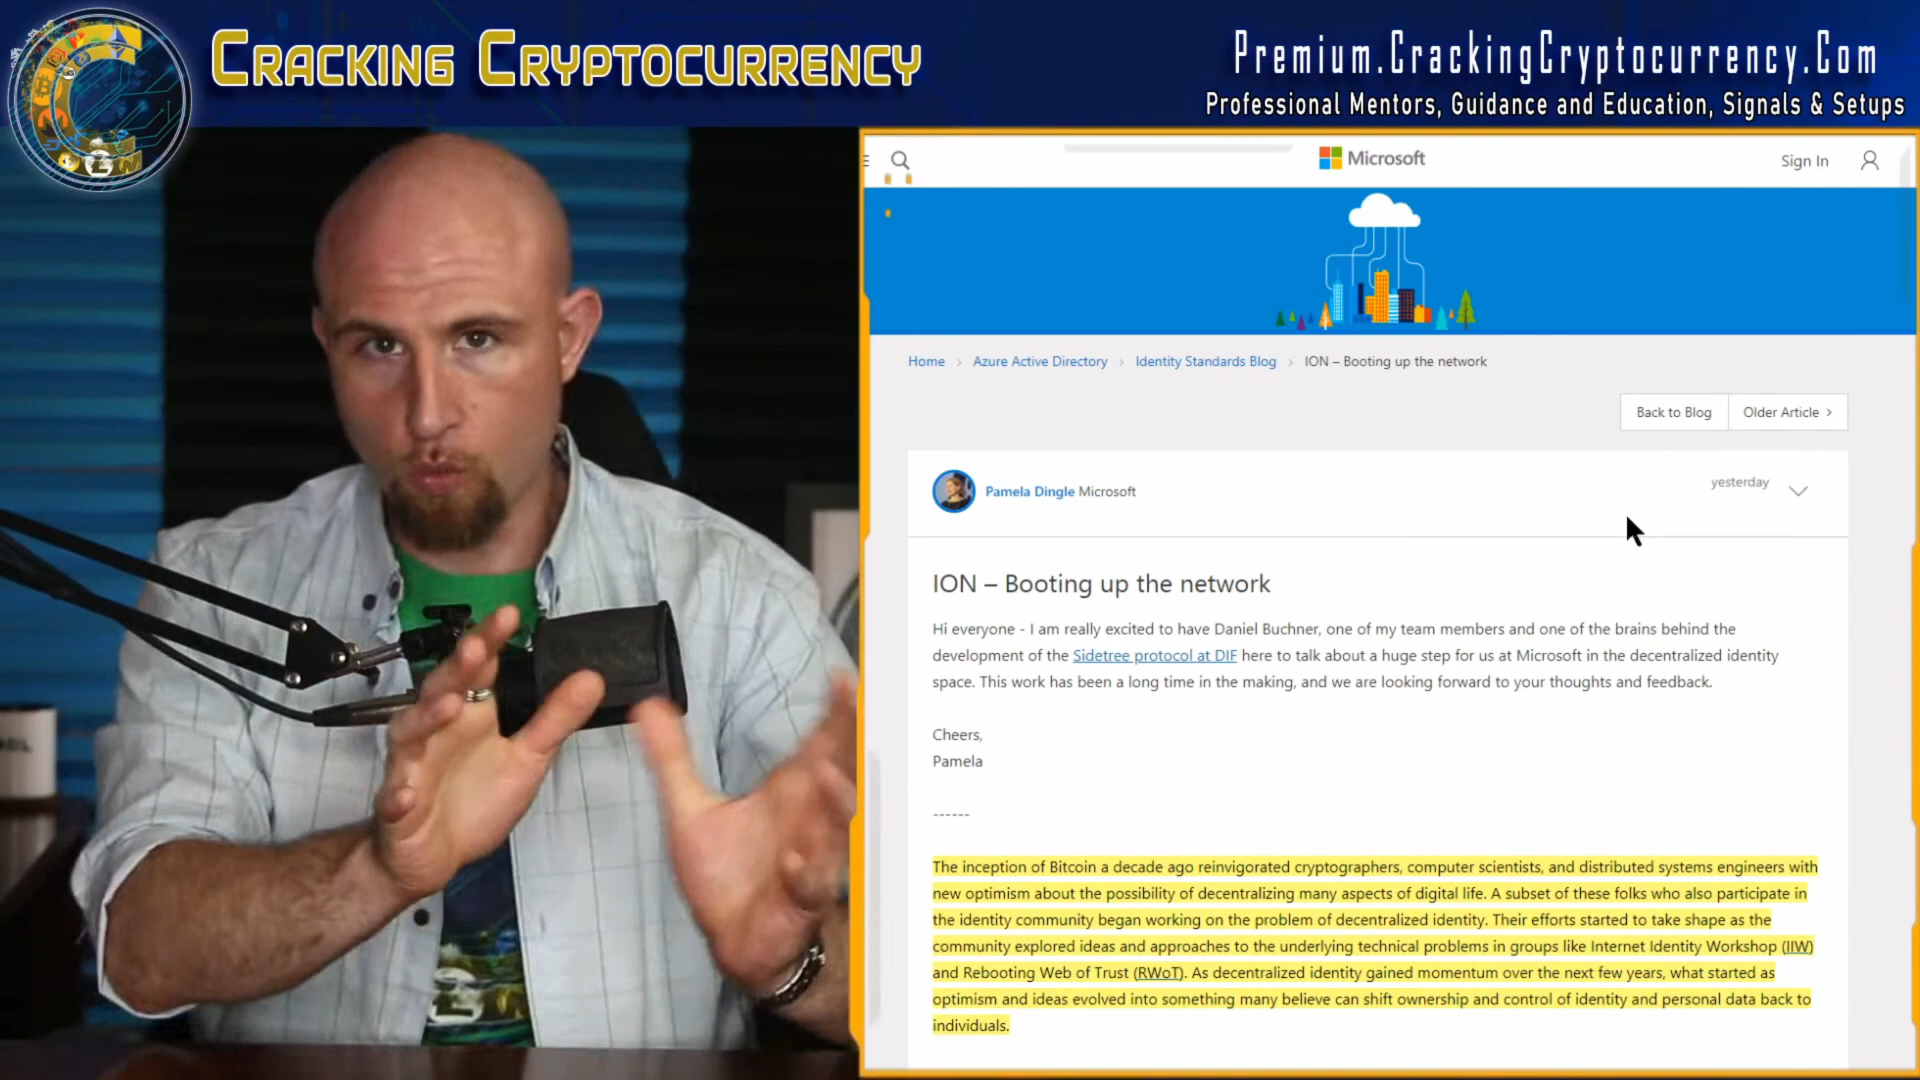 CRACKING CRYPTOCURRENCY
Premium.CrackingCryptocurrency.Com
Professional Mentors, Guidance and Education, Signals & Setups
Microsoft
Sign In
Home > Azure Active Directory > Identity Standards Blog > ION – Booting up the network
Back to Blog
Older Article >
Pamela Dingle Microsoft
yesterday
ION – Booting up the network
Hi everyone - I am really excited to have Daniel Buchner, one of my team members and one of the brains behind the
development of the Sidetree protocol at DIF here to talk about a huge step for us at Microsoft in the decentralized identity
space. This work has been a long time in the making, and we are looking forward to your thoughts and feedback.
Cheers,
Pamela
------
The inception of Bitcoin a decade ago reinvigorated cryptographers, computer scientists, and distributed systems engineers with
new optimism about the possibility of decentralizing many aspects of digital life. A subset of these folks who also participate in
the identity community began working on the problem of decentralized identity. Their efforts started to take shape as the
community explored ideas and approaches to the underlying technical problems in groups like Internet Identity Workshop (IIW)
and Rebooting Web of Trust (RWoT). As decentralized identity gained momentum over the next few years, what started as
optimism and ideas evolved into something many believe can shift ownership and control of identity and personal data back to
individuals.